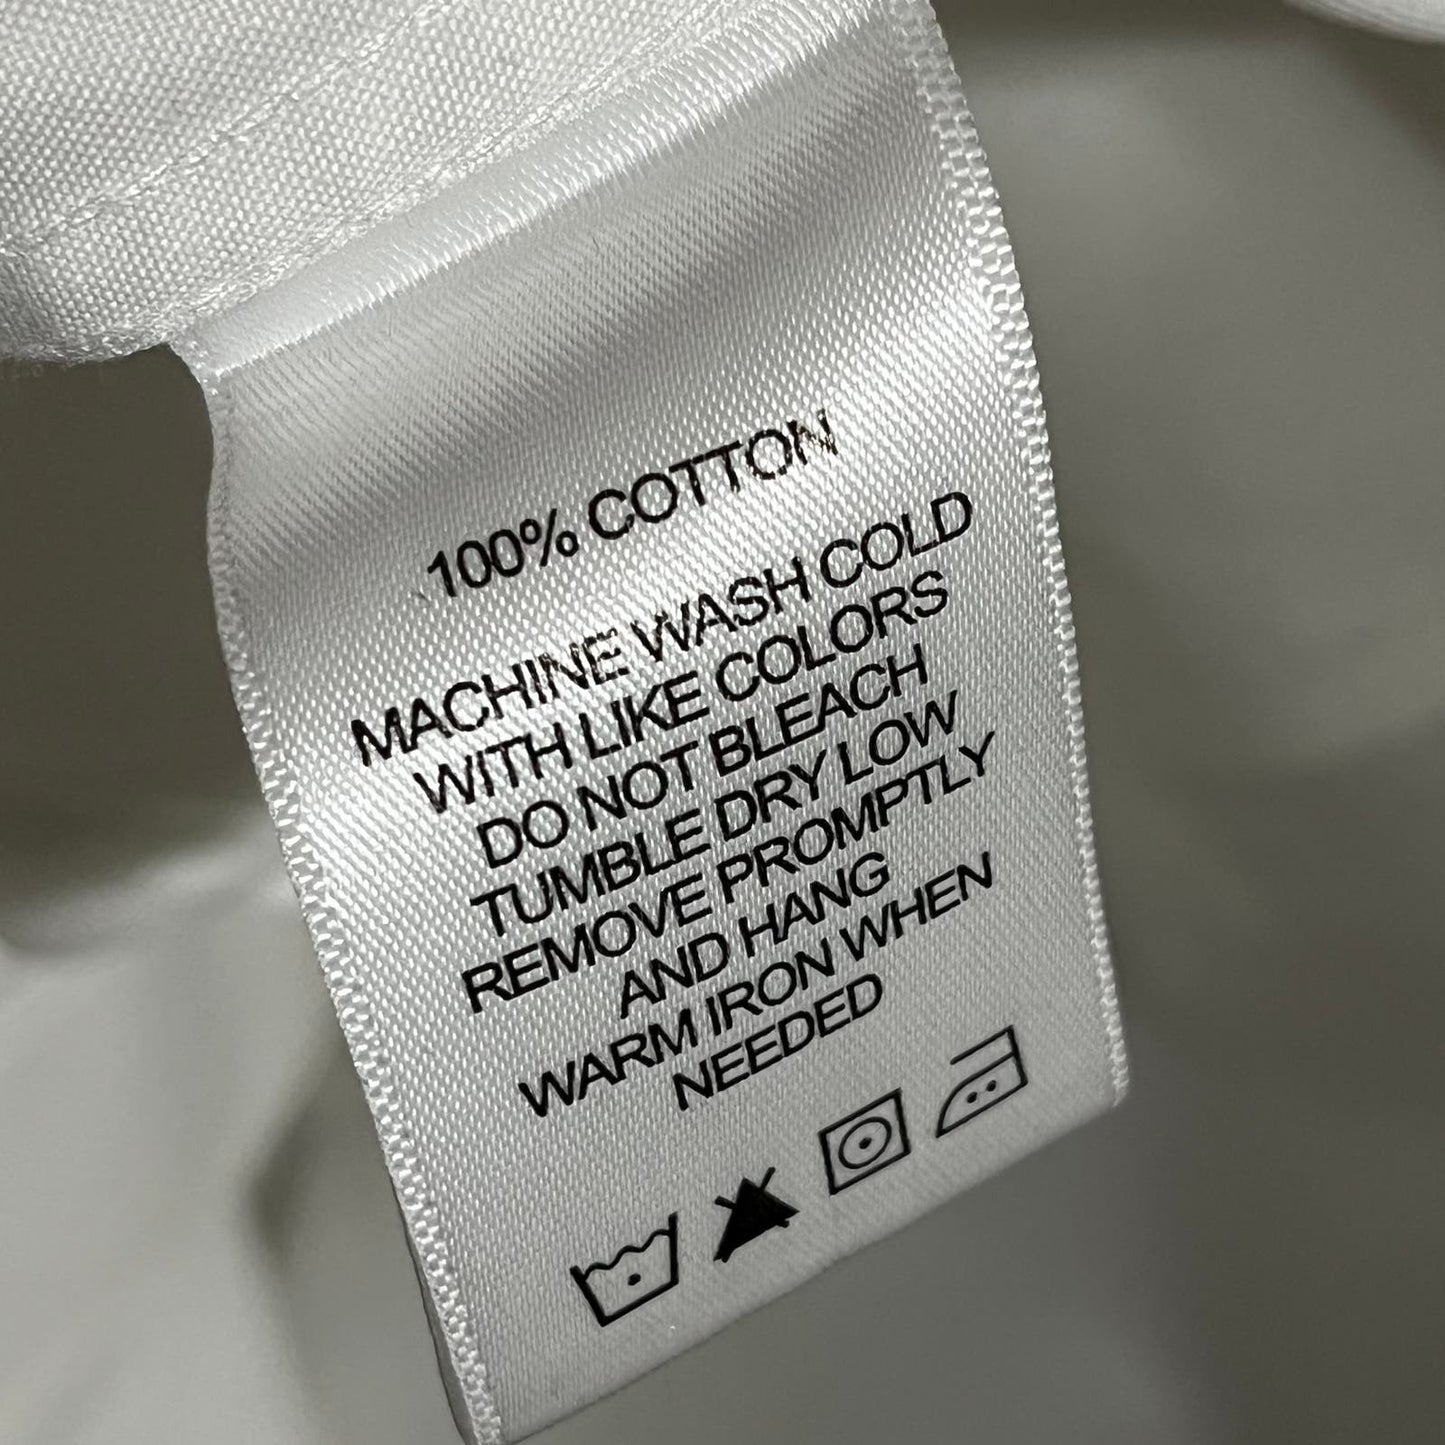 100% COTTON
MACHINE WASH COLD
WITH LIKE COLORS
DO NOT BLEACH
TUMBLE DRY LOW
REMOVE PROMPTLY
AND HANG
WARM IRON WHEN
NEEDED